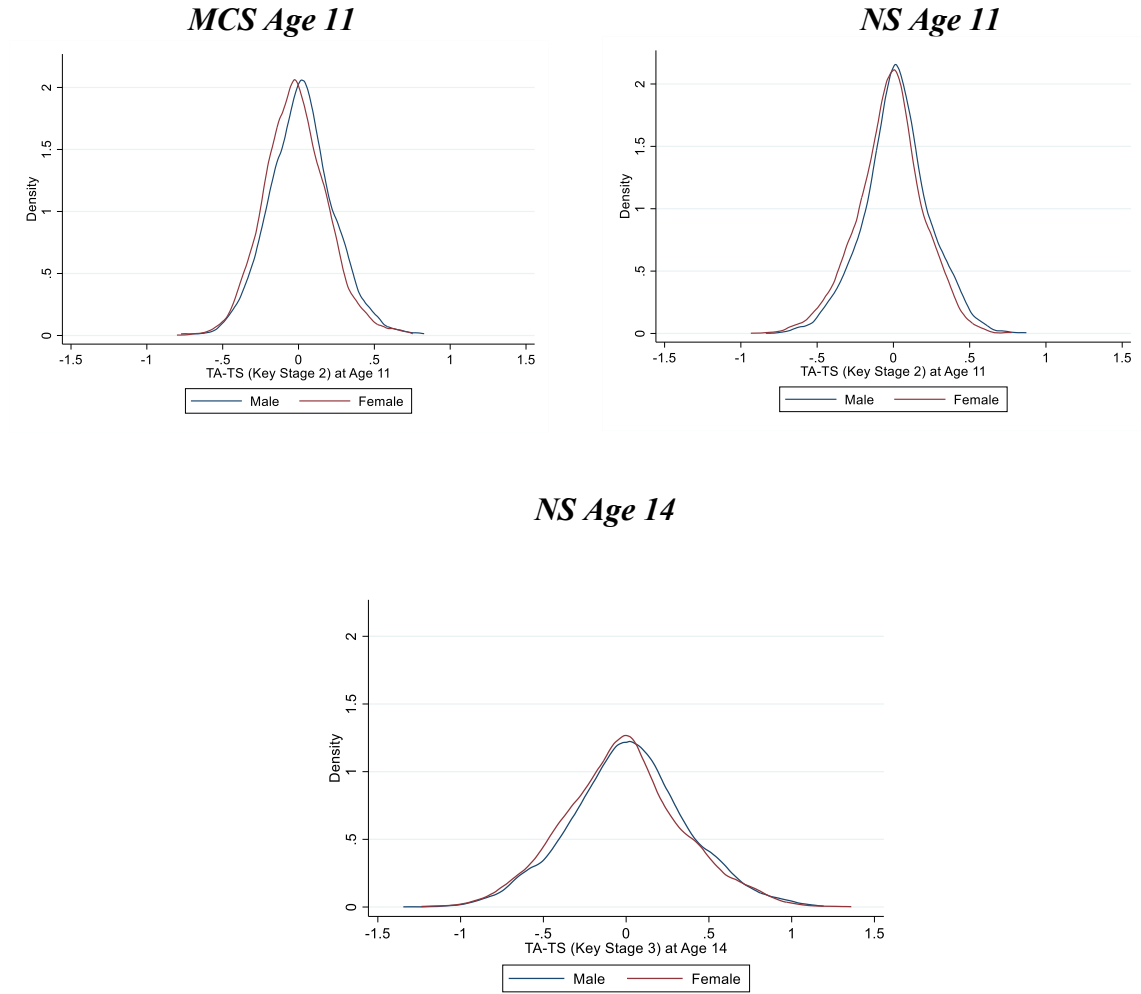 MCS Age 11
2
1.5
1
.5
0
Density
-1.5 -1 -.5 0 .5 1 1.5
TA-TS (Key Stage 2) at Age 11
Male Female
NS Age 11
2
1.5
1
.5
0
Density
-1.5 -1 -.5 0 .5 1 1.5
TA-TS (Key Stage 2) at Age 11
Male Female
NS Age 14
2
1.5
1
.5
0
Density
-1.5 -1 -.5 0 .5 1 1.5
TA-TS (Key Stage 3) at Age 14
Male Female